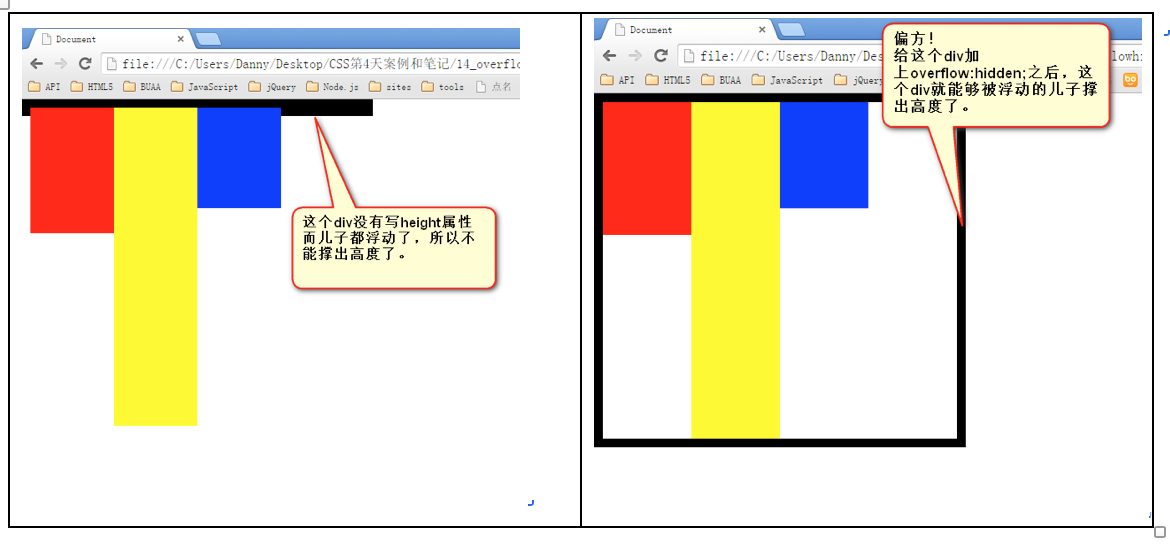 Document
file:///C:/Users/Danny/Desktop/CSS第4天案例和笔记/14_overflo
API HTML5 BUAA JavaScript jQuery Node.js sites tools 点名
这个div没有写height属性
而儿子都浮动了，所以不
能撑出高度了。
Document
file:///C:/Users/Danny/De
API HTML5 BUAA JavaScript jQuery
偏方！
给这个div加
上overflow:hidden;之后，这
个div就能够被浮动的儿子撑
出高度了。